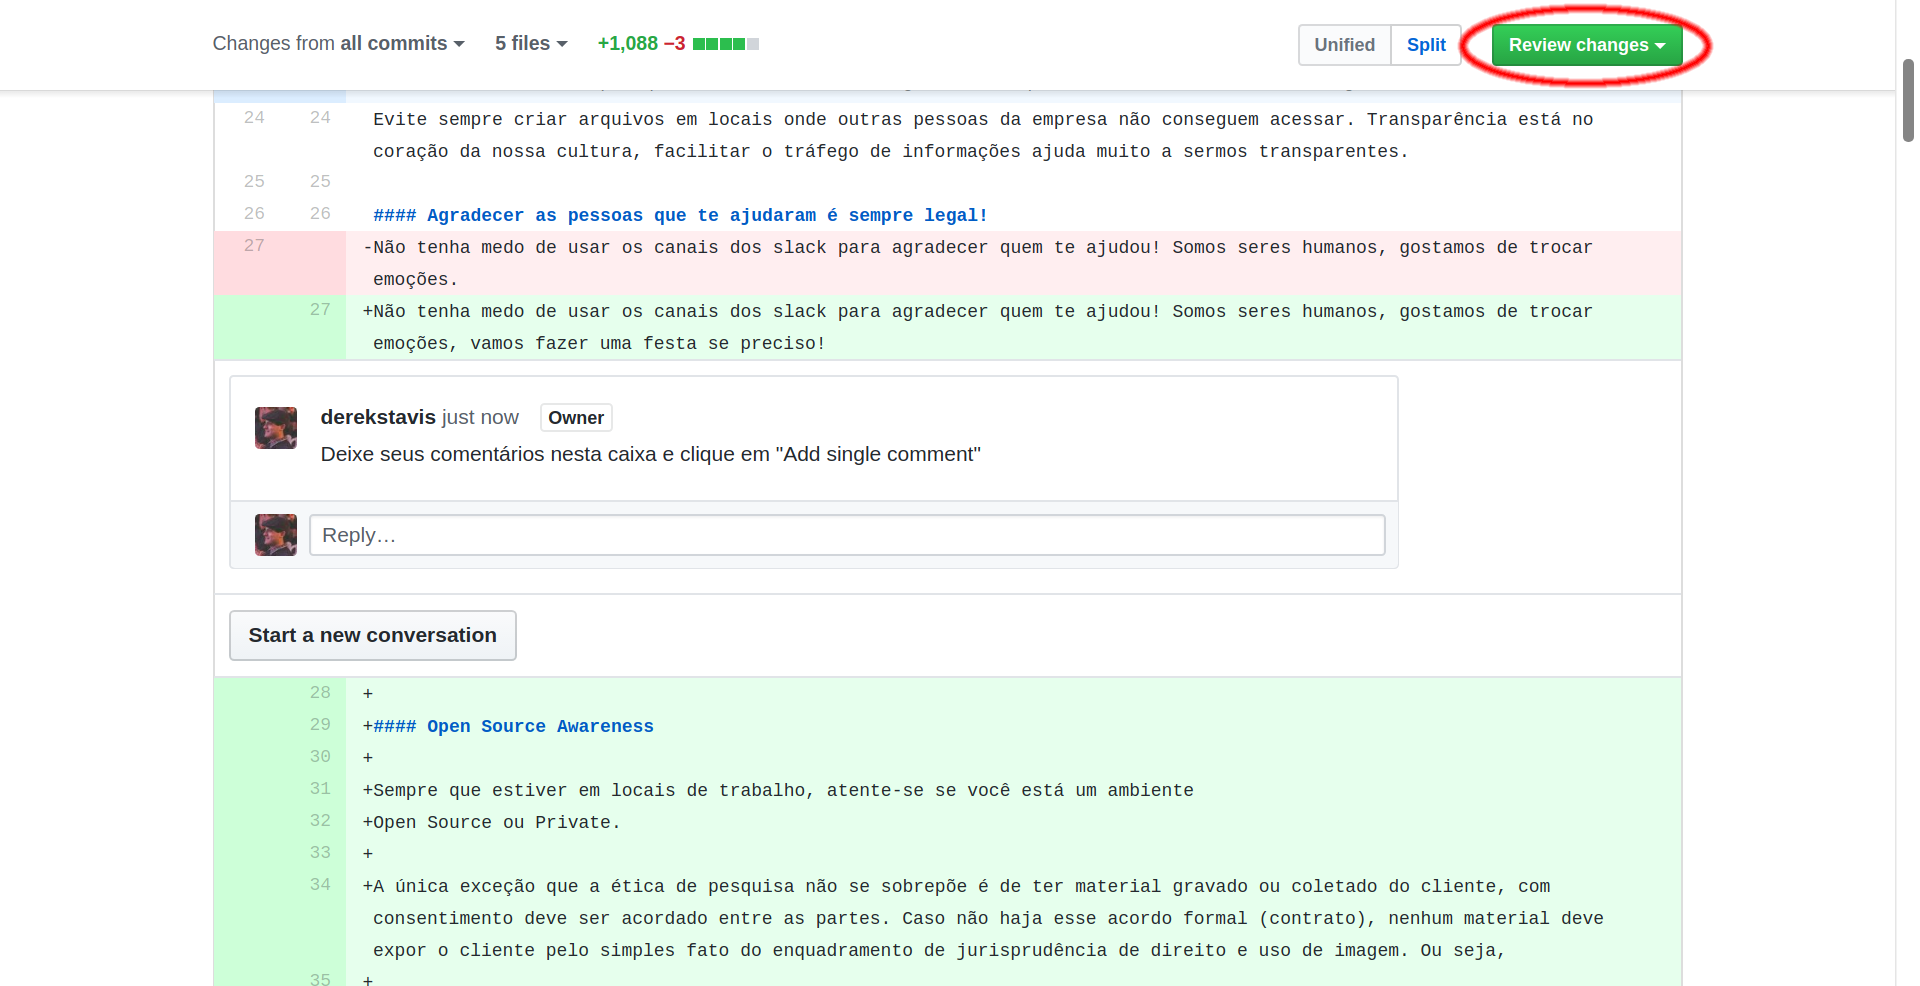 Changes from all commits 5 files +1,088 −3 Unified Split Review changes
24 24 Evite sempre criar arquivos em locais onde outras pessoas da empresa não conseguem acessar. Transparência está no
coração da nossa cultura, facilitar o tráfego de informações ajuda muito a sermos transparentes.
25 25
26 26 #### Agradecer as pessoas que te ajudaram é sempre legal!
27 -Não tenha medo de usar os canais dos slack para agradecer quem te ajudou! Somos seres humanos, gostamos de trocar
emoções.
27 +Não tenha medo de usar os canais dos slack para agradecer quem te ajudou! Somos seres humanos, gostamos de trocar
emoções, vamos fazer uma festa se preciso!
derekstavis just now Owner
Deixe seus comentários nesta caixa e clique em "Add single comment"
Reply…
Start a new conversation
28 +
29 +#### Open Source Awareness
30 +
31 +Sempre que estiver em locais de trabalho, atente-se se você está um ambiente
32 +Open Source ou Private.
33 +
34 +A única exceção que a ética de pesquisa não se sobrepõe é de ter material gravado ou coletado do cliente, com
consentimento deve ser acordado entre as partes. Caso não haja esse acordo formal (contrato), nenhum material deve
expor o cliente pelo simples fato do enquadramento de jurisprudência de direito e uso de imagem. Ou seja,
35 +